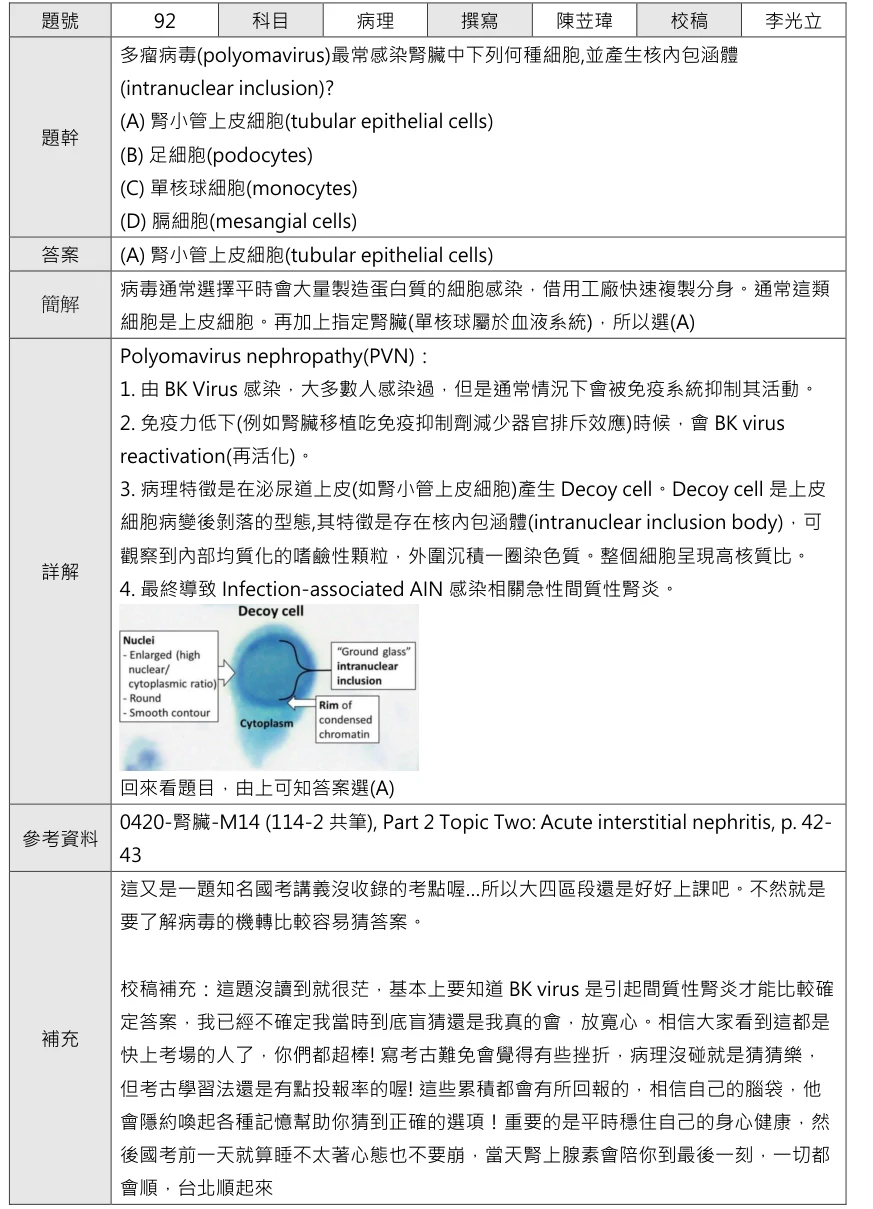 題號 92 科目 病理 撰寫 陳苙瑋 校稿 李光立
題幹
多瘤病毒(polyomavirus)最常感染腎臟中下列何種細胞,並產生核內包涵體
(intranuclear inclusion)?
(A) 腎小管上皮細胞(tubular epithelial cells)
(B) 足細胞(podocytes)
(C) 單核球細胞(monocytes)
(D) 膈細胞(mesangial cells)
答案 (A) 腎小管上皮細胞(tubular epithelial cells)
簡解
病毒通常選擇平時會大量製造蛋白質的細胞感染，借用工廠快速複製分身。通常這類
細胞是上皮細胞。再加上指定腎臟(單核球屬於血液系統)，所以選(A)
詳解
Polyomavirus nephropathy(PVN)：
1. 由 BK Virus 感染，大多數人感染過，但是通常情況下會被免疫系統抑制其活動。
2. 免疫力低下(例如腎臟移植吃免疫抑制劑減少器官排斥效應)時候，會 BK virus
reactivation(再活化)。
3. 病理特徵是在泌尿道上皮(如腎小管上皮細胞)產生 Decoy cell。Decoy cell 是上皮
細胞病變後剝落的型態,其特徵是存在核內包涵體(intranuclear inclusion body)，可
觀察到內部均質化的嗜鹼性顆粒，外圍沉積一圈染色質。整個細胞呈現高核質比。
4. 最終導致 Infection-associated AIN 感染相關急性間質性腎炎。
Decoy cell
Nuclei
- Enlarged (high
nuclear/
cytoplasmic ratio)
- Round
- Smooth contour
"Ground glass"
intranuclear
inclusion
Rim of
condensed
chromatin
Cytoplasm
回來看題目，由上可知答案選(A)
參考資料
0420-腎臟-M14 (114-2 共筆), Part 2 Topic Two: Acute interstitial nephritis, p. 42-
43
補充
這又是一題知名國考講義沒收錄的考點喔...所以大四區段還是好好上課吧。不然就是
要了解病毒的機轉比較容易猜答案。
校稿補充：這題沒讀到就很茫，基本上要知道 BK virus 是引起間質性腎炎才能比較確
定答案，我已經不確定我當時到底盲猜還是我真的會，放寬心。相信大家看到這都是
快上考場的人了，你們都超棒! 寫考古難免會覺得有些挫折，病理沒碰就是猜猜樂，
但考古學習法還是有點投報率的喔! 這些累積都會有所回報的，相信自己的腦袋，他
會隱約喚起各種記憶幫助你猜到正確的選項！重要的是平時穩住自己的身心健康，然
後國考前一天就算睡不太著心態也不要崩，當天腎上腺素會陪你到最後一刻，一切都
會順，台北順起來